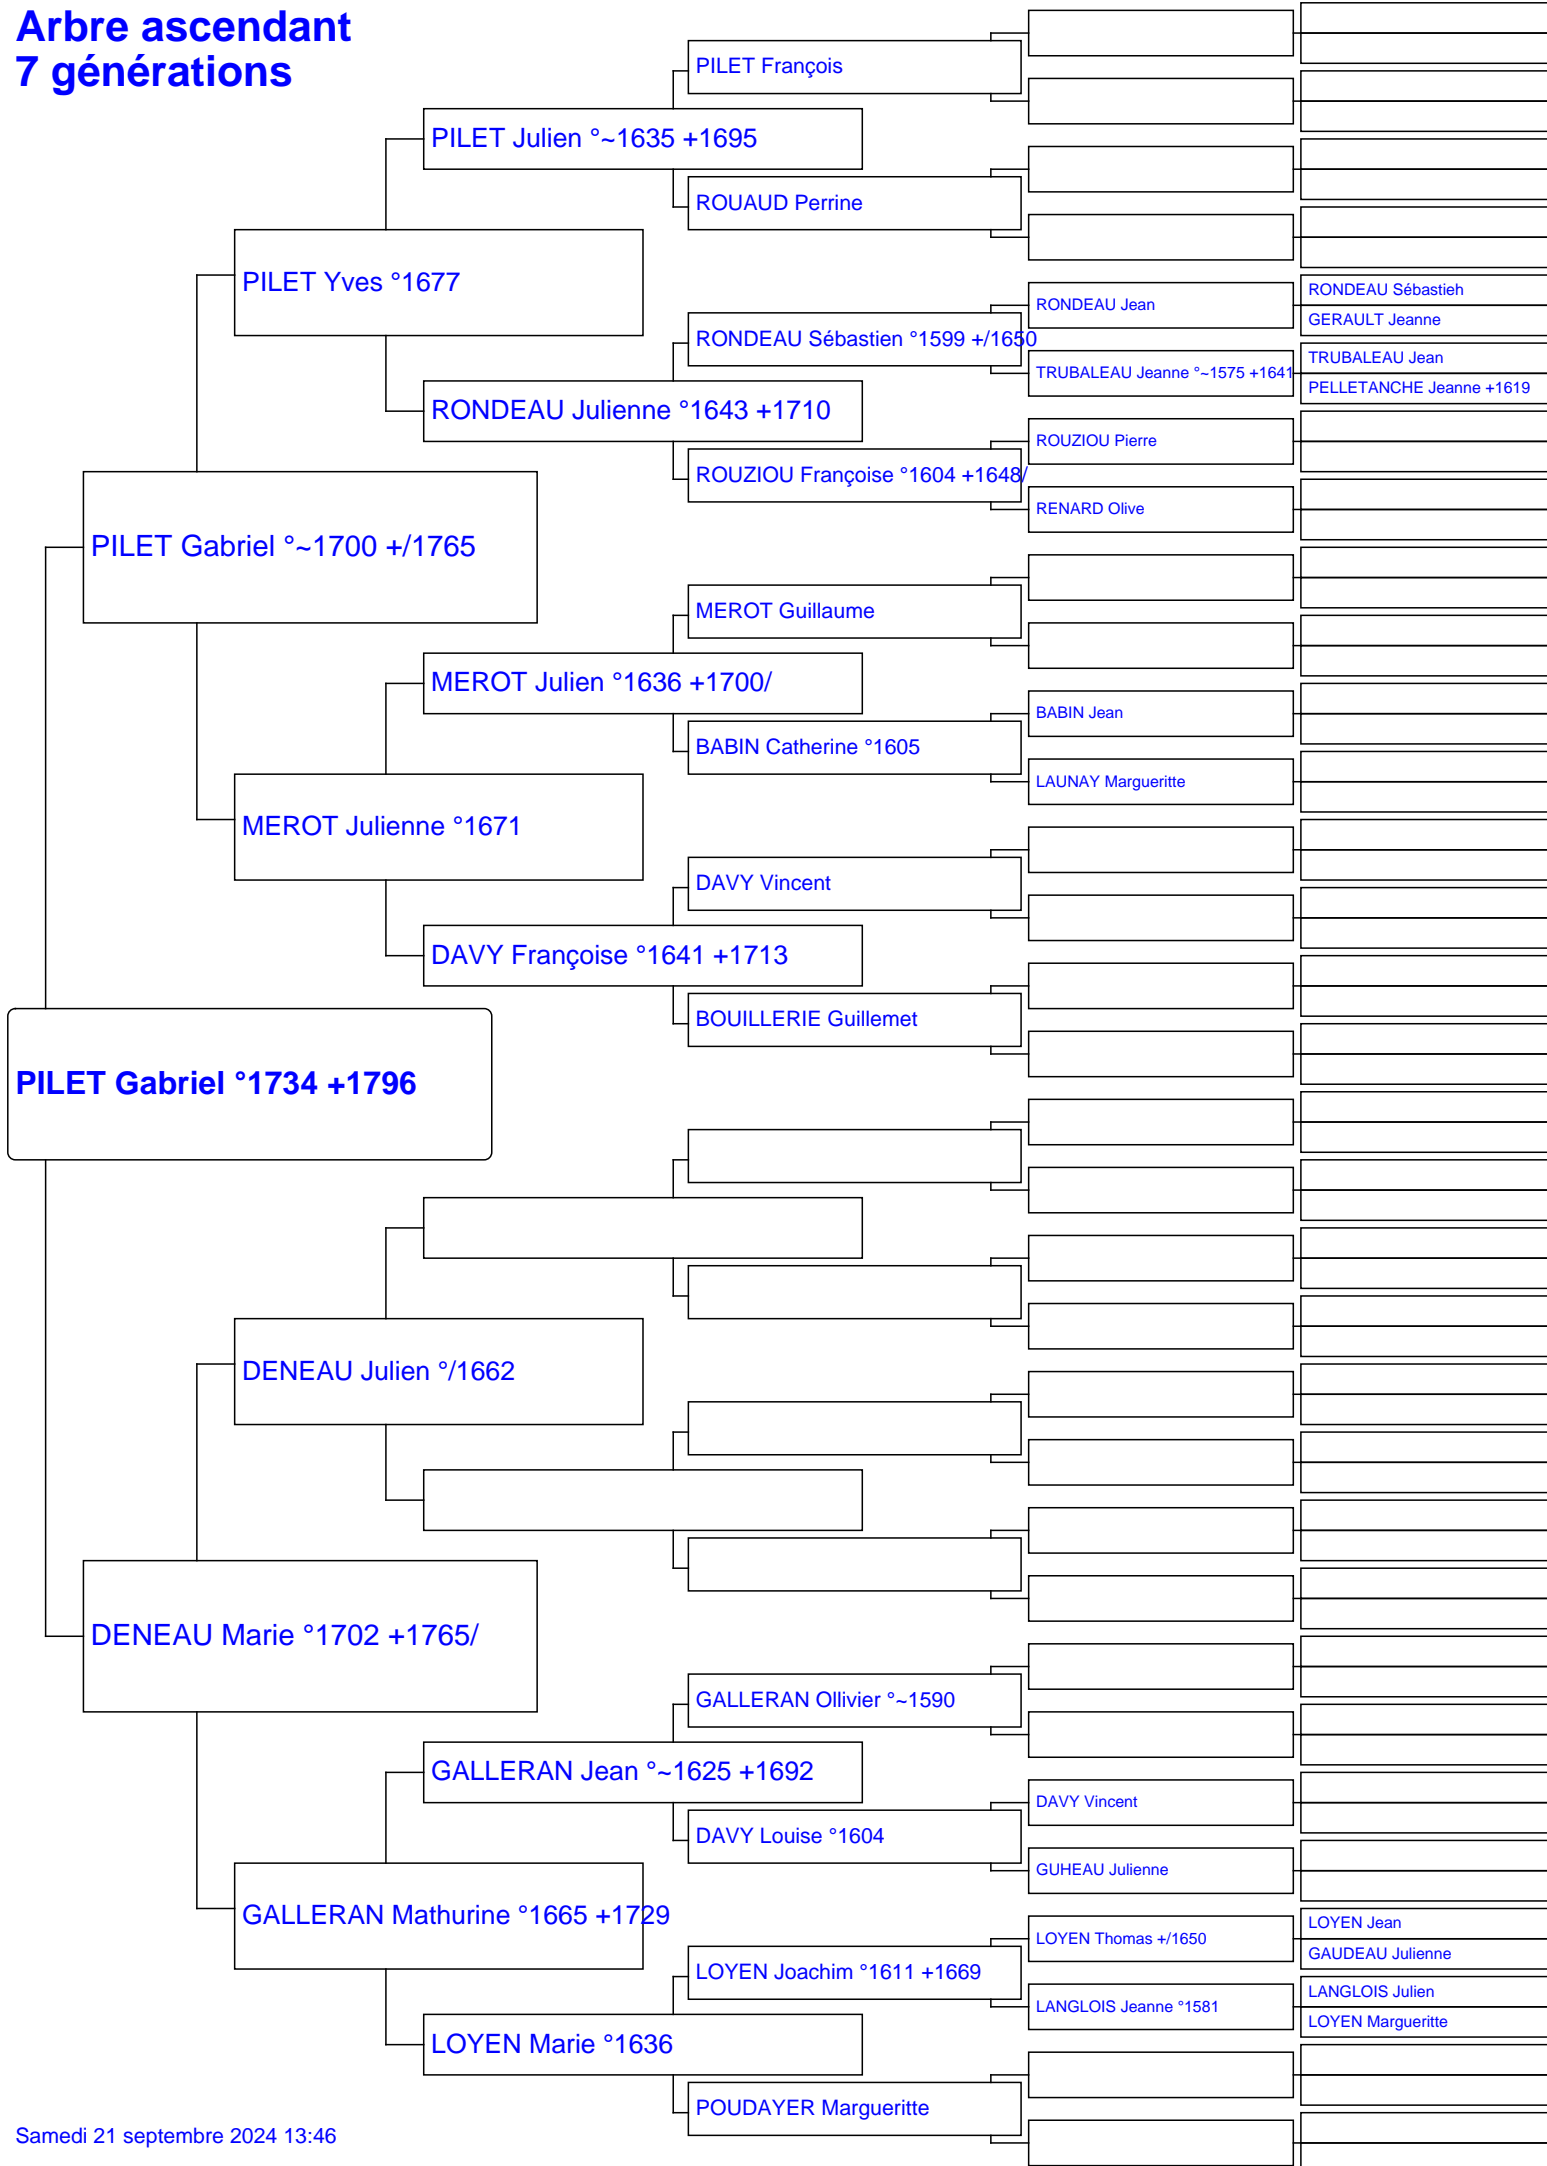 Arbre ascendant
7 générations
PILET François
PILET Julien °~1635 +1695
ROUAUD Perrine
PILET Yves °1677
RONDEAU Sébastieh
RONDEAU Jean
GERAULT Jeanne
RONDEAU Sébastien °1599 +/1650
TRUBALEAU Jean
TRUBALEAU Jeanne °~1575 +1641
PELLETANCHE Jeanne +1619
RONDEAU Julienne °1643 +1710
ROUZIOU Pierre
ROUZIOU Françoise °1604 +1648/
RENARD Olive
PILET Gabriel °~1700 +/1765
MEROT Guillaume
MEROT Julien °1636 +1700/
BABIN Jean
BABIN Catherine °1605
LAUNAY Margueritte
MEROT Julienne °1671
DAVY Vincent
DAVY Françoise °1641 +1713
BOUILLERIE Guillemet
PILET Gabriel °1734 +1796
DENEAU Julien °/1662
DENEAU Marie °1702 +1765/
GALLERAN Ollivier °~1590
GALLERAN Jean °~1625 +1692
DAVY Vincent
DAVY Louise °1604
GUHEAU Julienne
GALLERAN Mathurine °1665 +1729
LOYEN Jean
LOYEN Thomas +/1650
GAUDEAU Julienne
LOYEN Joachim °1611 +1669
LANGLOIS Julien
LANGLOIS Jeanne °1581
LOYEN Margueritte
LOYEN Marie °1636
POUDAYER Margueritte
Samedi 21 septembre 2024 13:46